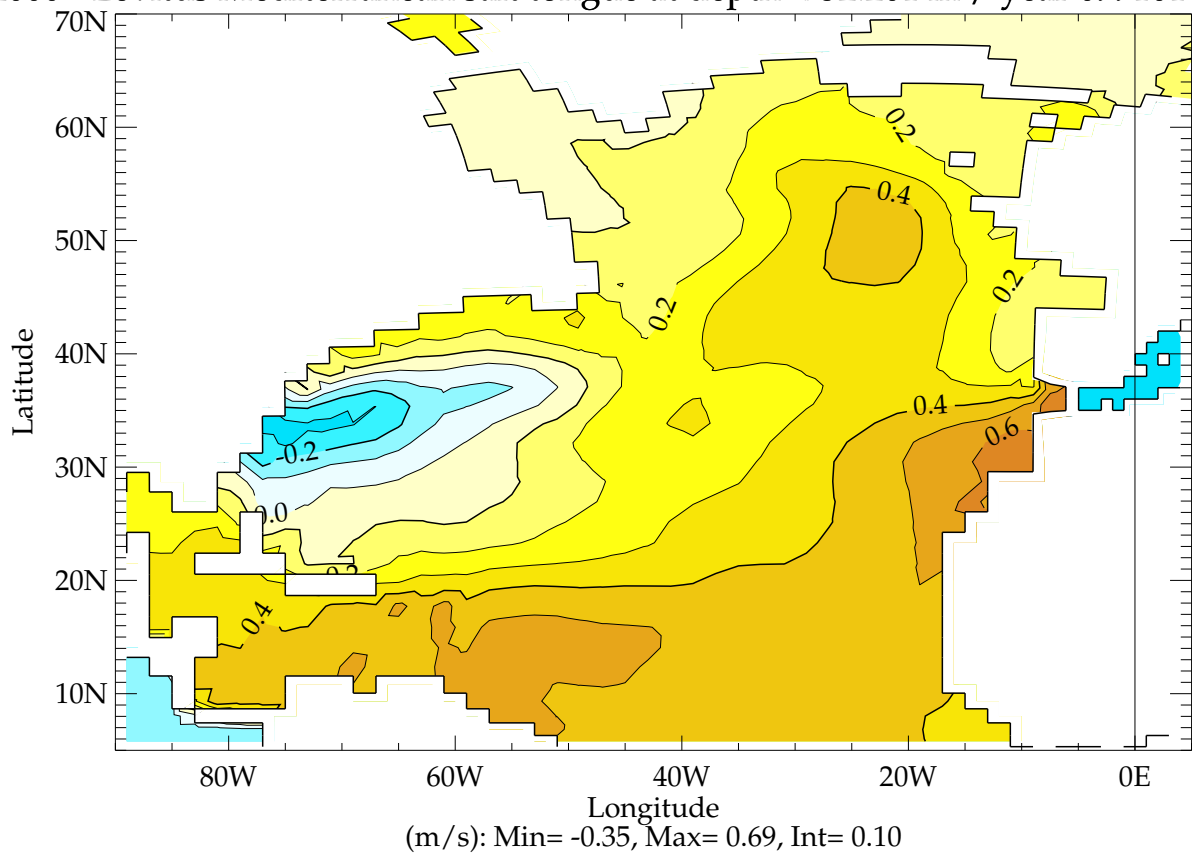 70N
60N
50N
40N
30N
20N
10N
Latitude
0.2
0.4
0.2
0.2
0.4
0.6
-0.2
0.0
0.4
80W 60W 40W 20W 0E
Longitude
(m/s): Min= -0.35, Max= 0.69, Int= 0.10